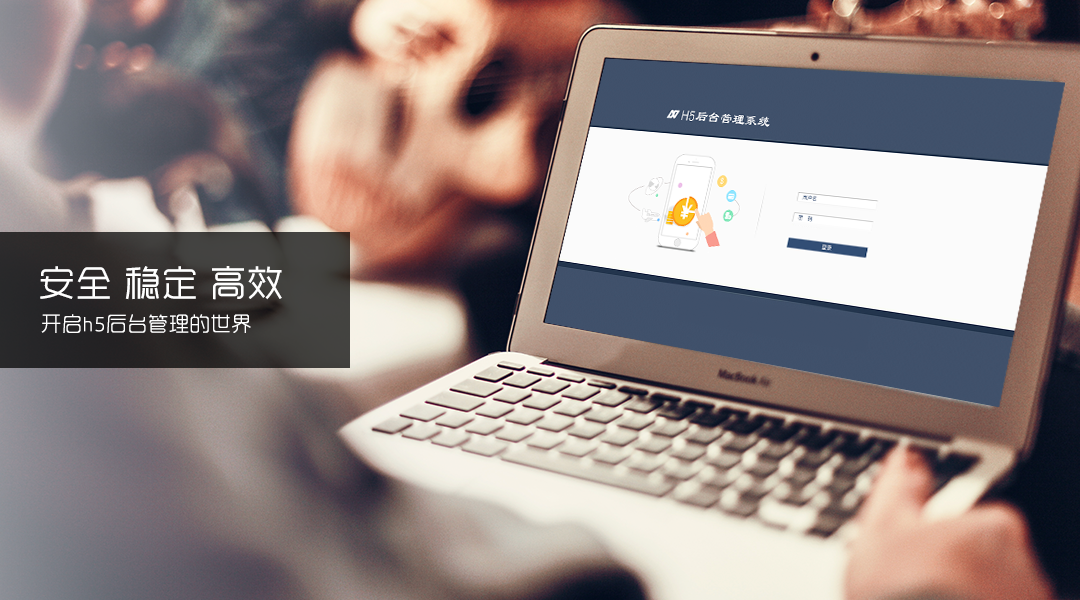 安全 稳定 高效
开启h5后台管理的世界
H5后台管理系统
用户名
密 码
登录
MacBook Air